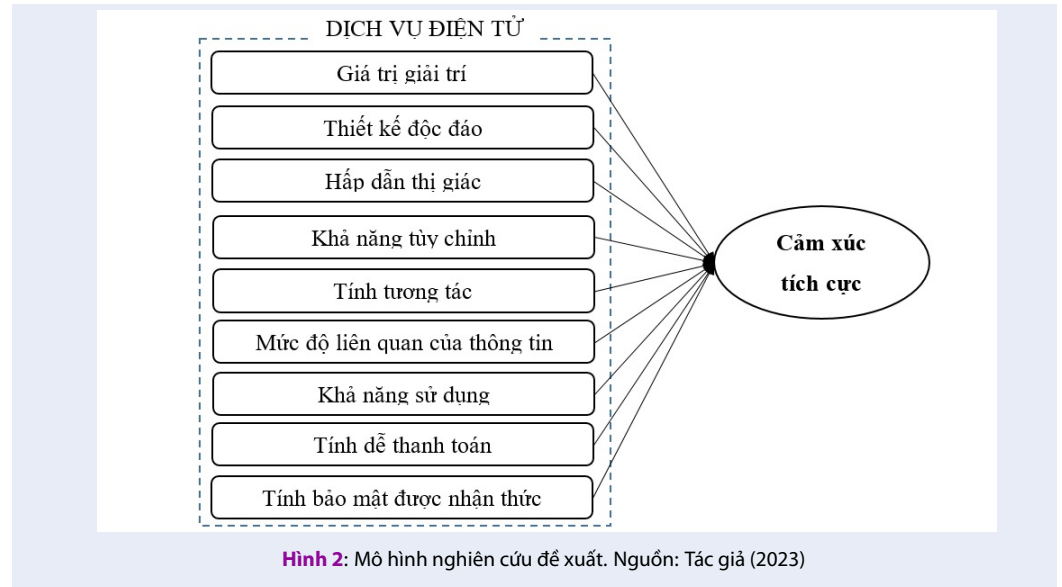 DỊCH VỤ ĐIỆN TỬ
Giá trị giải trí
Thiết kế độc đáo
Hấp dẫn thị giác
Khả năng tùy chỉnh
Tính tương tác
Mức độ liên quan của thông tin
Khả năng sử dụng
Tính dễ thanh toán
Tính bảo mật được nhận thức
Cảm xúc
tích cực
Hình 2: Mô hình nghiên cứu đề xuất. Nguồn: Tác giả (2023)